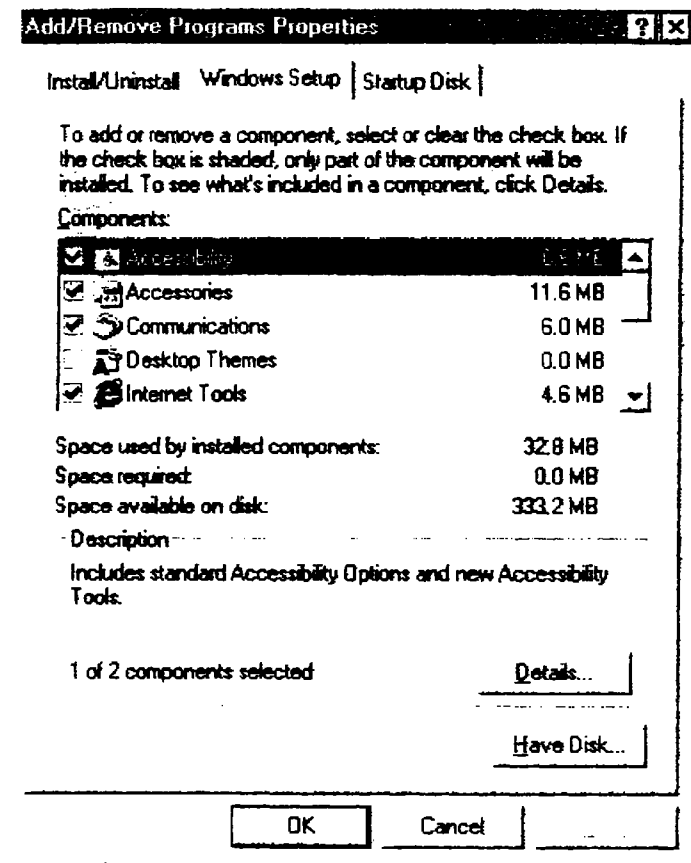 Add/Remove Programs Properties ? X
Install/Uninstall Windows Setup Startup Disk
To add or remove a component, select or clear the check box. If
the check box is shaded, only part of the component will be
installed. To see what's included in a component, click Details.
Components:
Accessibility
Accessories 11.6 MB
Communications 6.0 MB
Desktop Themes 0.0 MB
Internet Tools 4.6 MB
Space used by installed components: 32.8 MB
Space required: 0.0 MB
Space available on disk: 333.2 MB
Description
Includes standard Accessibility Options and new Accessibility
Tools.
1 of 2 components selected Details...
Have Disk...
OK Cancel